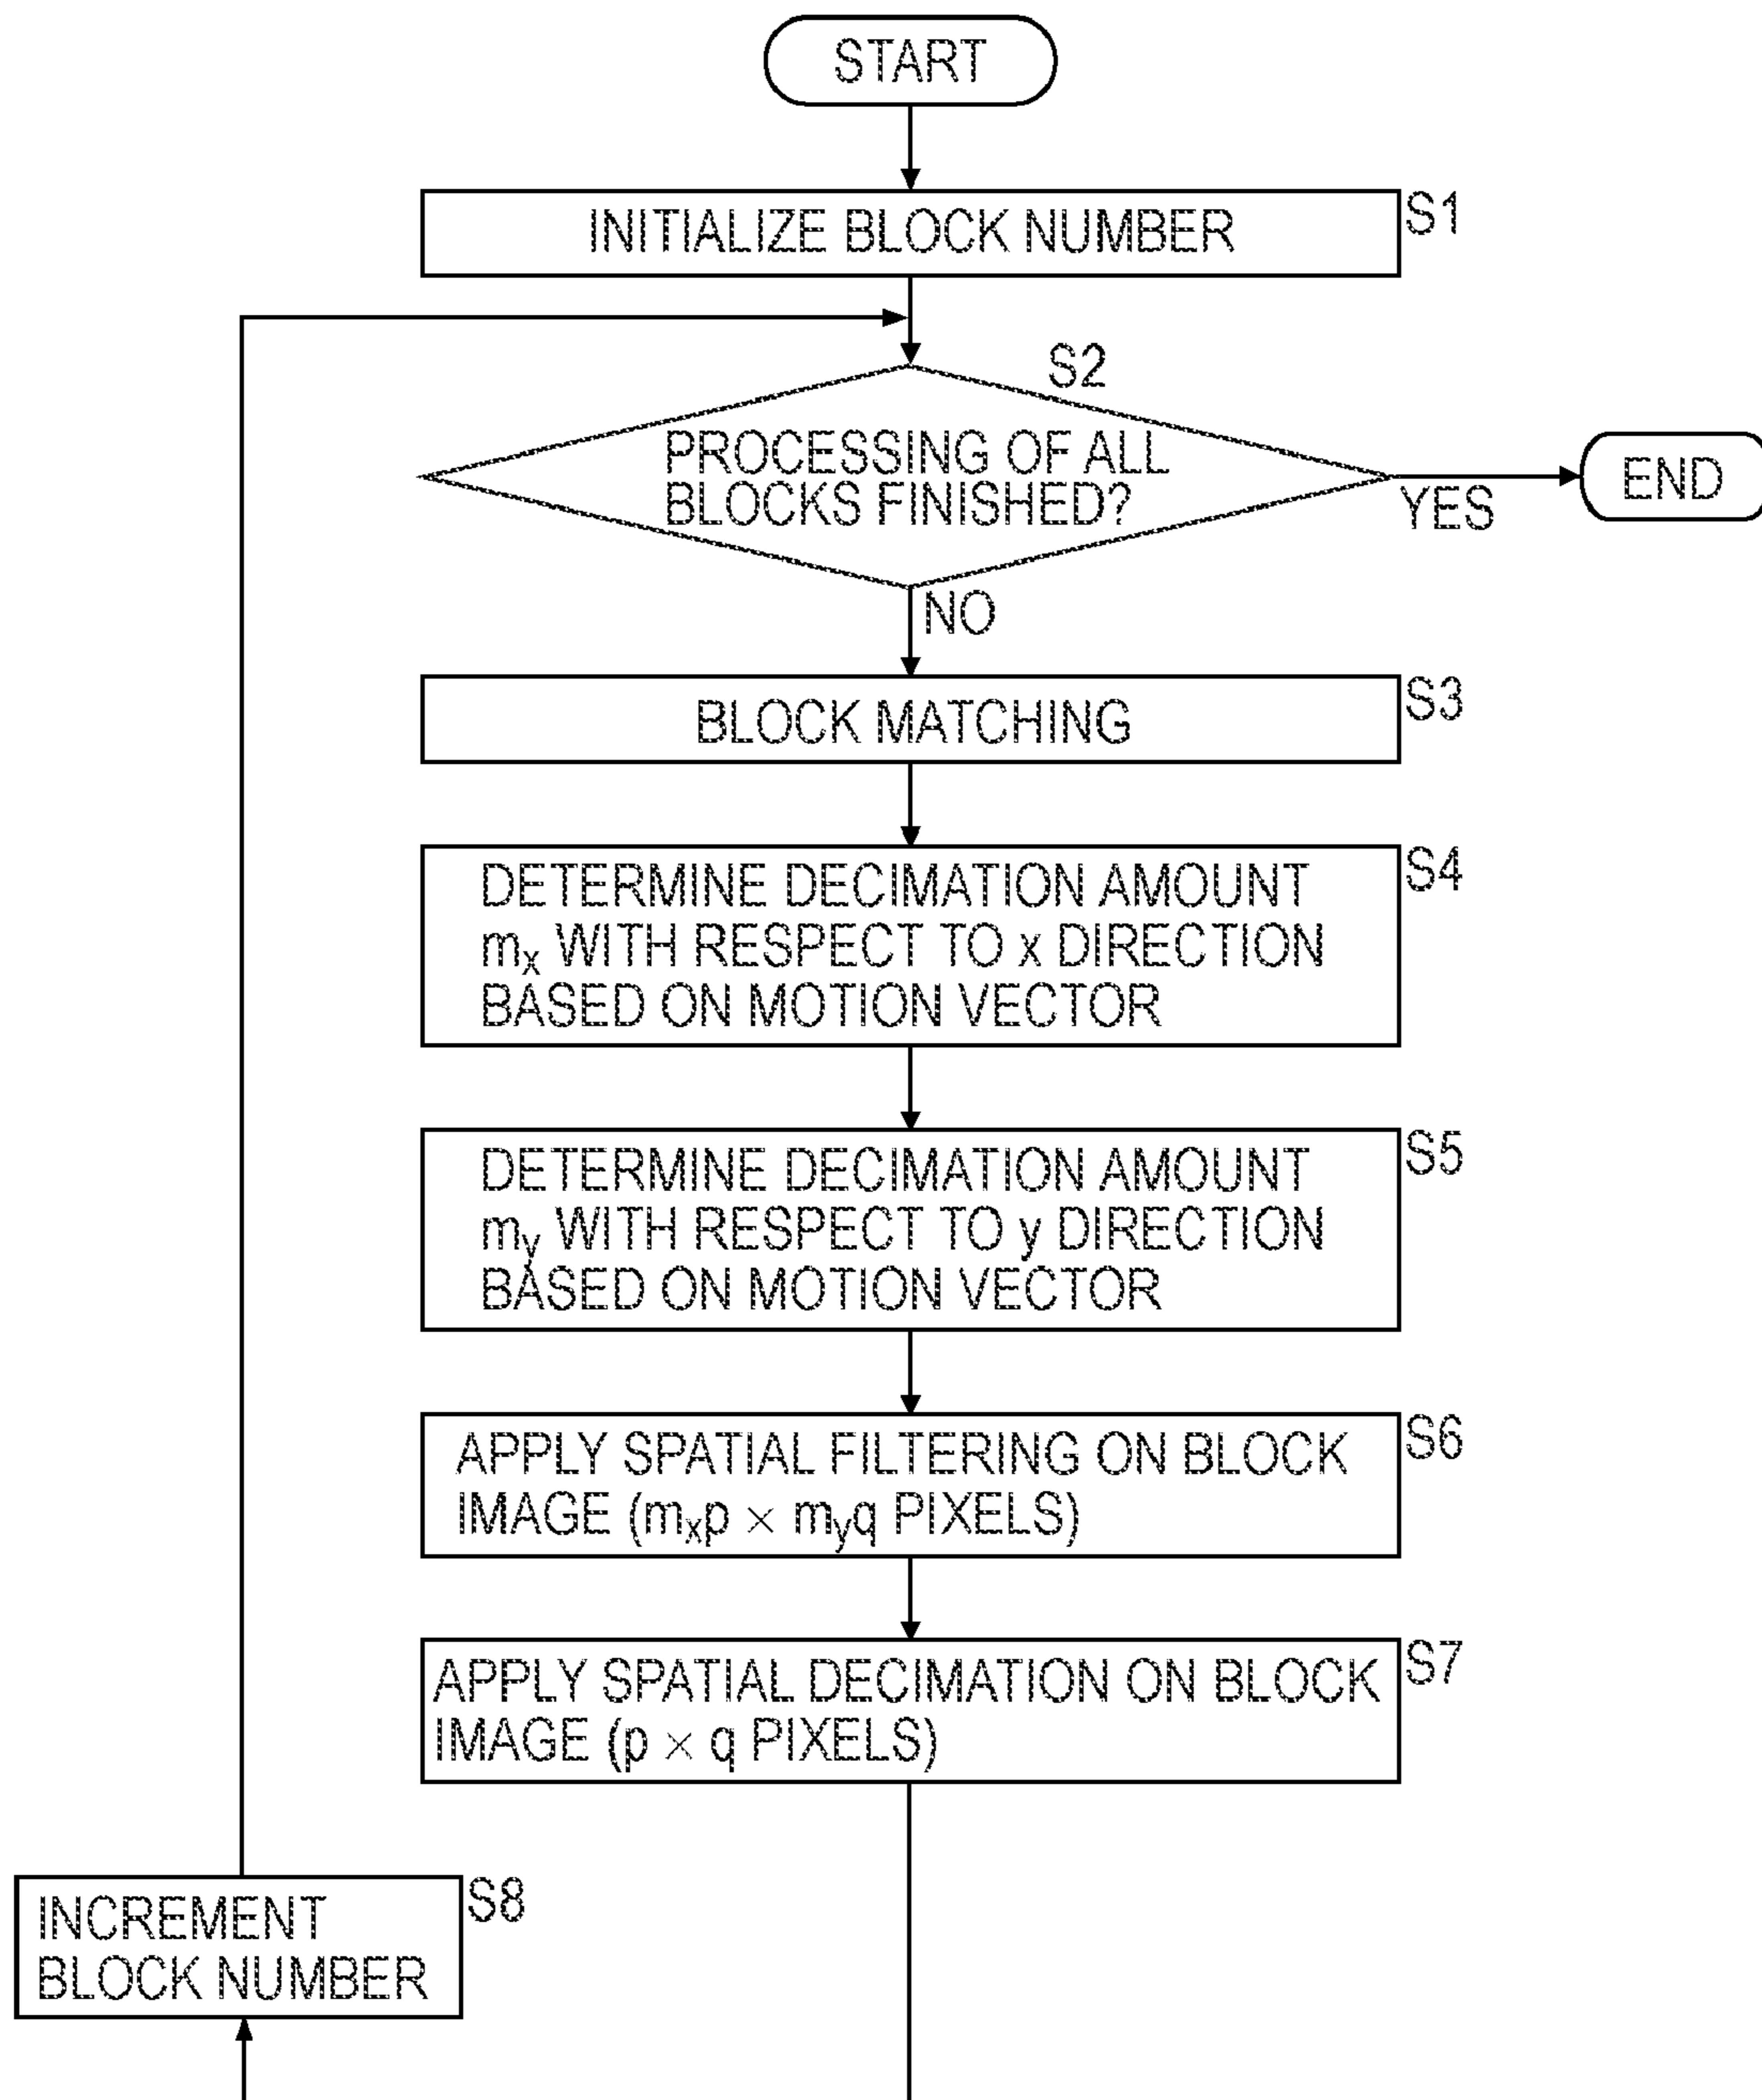 START
INITIALIZE BLOCK NUMBER
S1
S2
PROCESSING OF ALL
BLOCKS FINISHED?
YES
END
NO
BLOCK MATCHING
S3
DETERMINE DECIMATION AMOUNT
mx WITH RESPECT TO x DIRECTION
BASED ON MOTION VECTOR
S4
DETERMINE DECIMATION AMOUNT
my WITH RESPECT TO y DIRECTION
BASED ON MOTION VECTOR
S5
APPLY SPATIAL FILTERING ON BLOCK
IMAGE (mxp × myq PIXELS)
S6
APPLY SPATIAL DECIMATION ON BLOCK
IMAGE (p × q PIXELS)
S7
INCREMENT
BLOCK NUMBER
S8